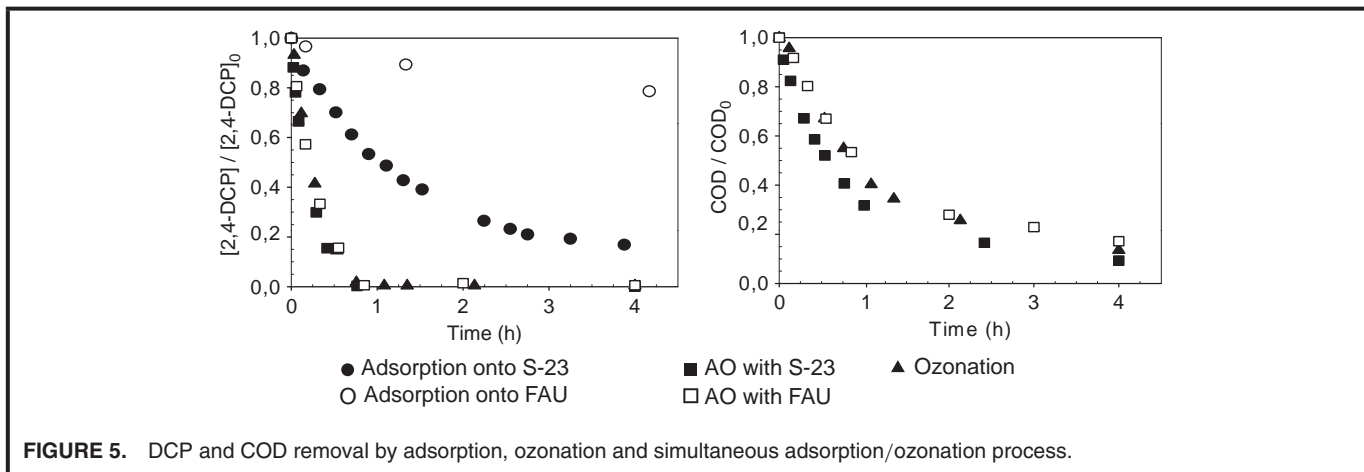 1,0
0,8
0,6
0,4
0,2
0,0
[2,4-DCP] / [2,4-DCP]0
0 1 2 3 4
Time (h)
1,0
0,8
0,6
0,4
0,2
0,0
COD / COD0
0 1 2 3 4
Time (h)
Adsorption onto S-23 AO with S-23 Ozonation
Adsorption onto FAU AO with FAU
FIGURE 5. DCP and COD removal by adsorption, ozonation and simultaneous adsorption/ozonation process.